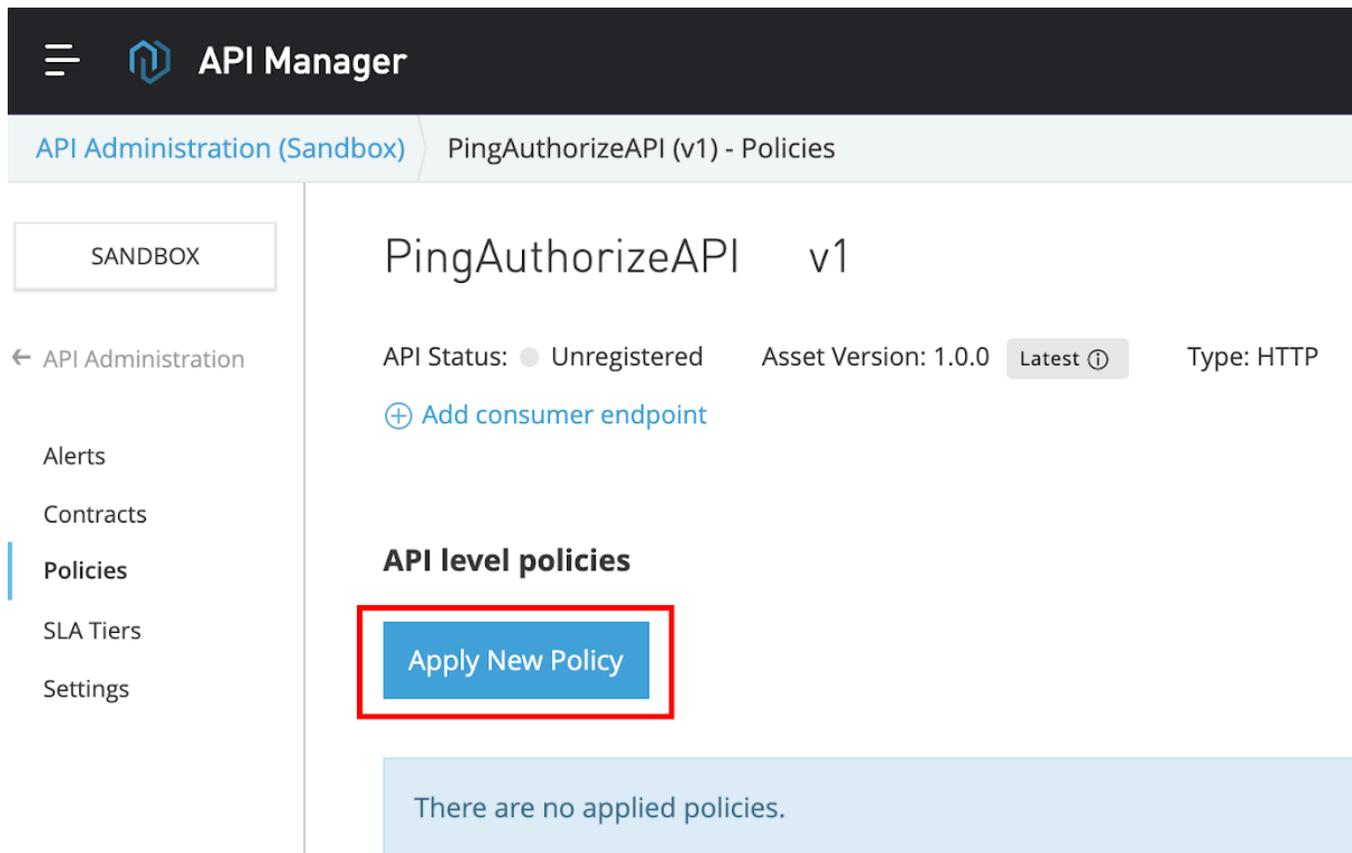 API Manager
API Administration (Sandbox)
PingAuthorizeAPI (v1) - Policies
SANDBOX
API Administration
Alerts
Contracts
Policies
SLA Tiers
Settings
PingAuthorizeAPI v1
API Status: Unregistered Asset Version: 1.0.0 Latest Type: HTTP
Add consumer endpoint
API level policies
Apply New Policy
There are no applied policies.